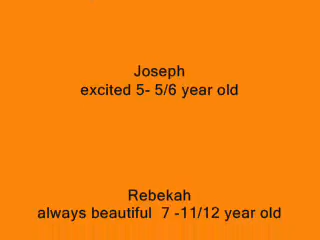 Joseph
excited 5- 5/6 year old
Rebekah
always beautiful  7 -11/12 year old